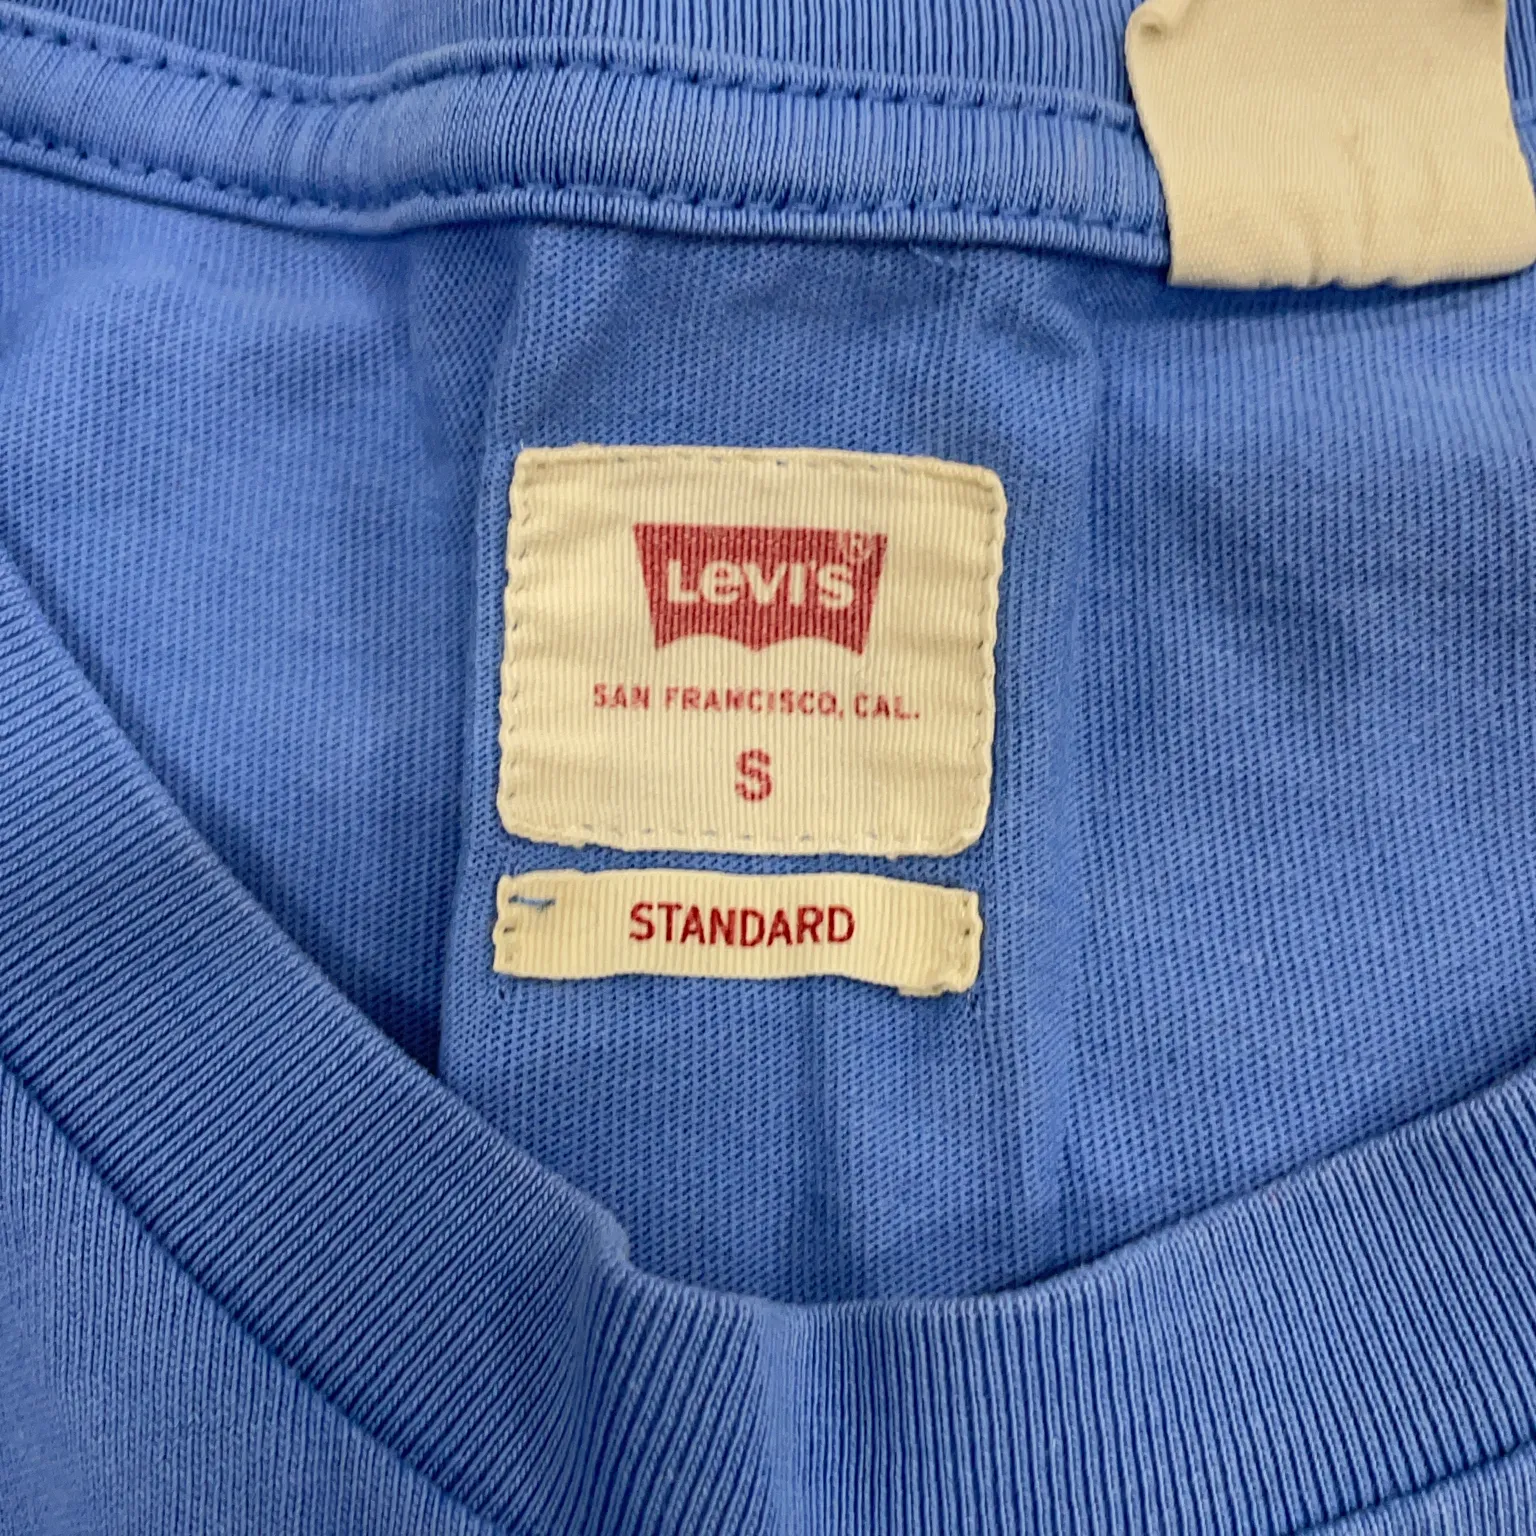 LEVI'S®
SAN FRANCISCO, CAL.
S
STANDARD